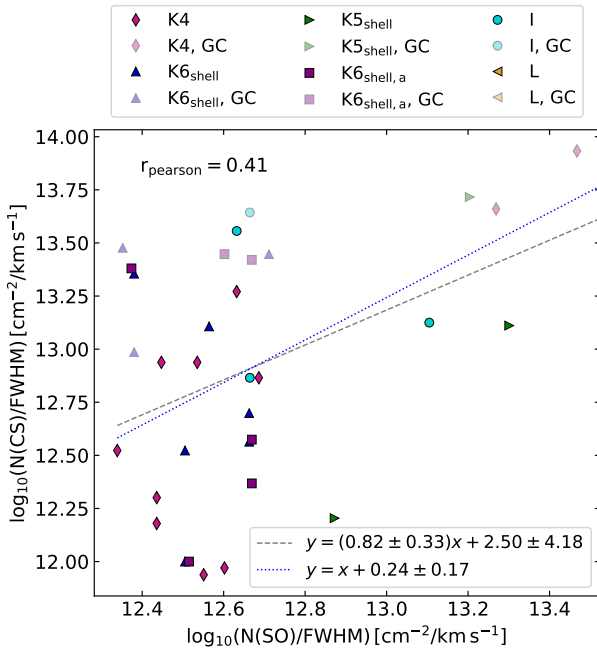 K4 K5shell I
K4, GC K5shell, GC I, GC
K6shell K6shell,a L
K6shell, GC K6shell,a, GC L, GC
14.00
13.75
13.50
13.25
13.00
12.75
12.50
12.25
12.00
log10(N(CS)/FWHM) [cm−2/km s−1]
rpearson = 0.41
y = (0.82 ± 0.33)x + 2.50 ± 4.18
y = x + 0.24 ± 0.17
12.4 12.6 12.8 13.0 13.2 13.4
log10(N(SO)/FWHM) [cm−2/km s−1]